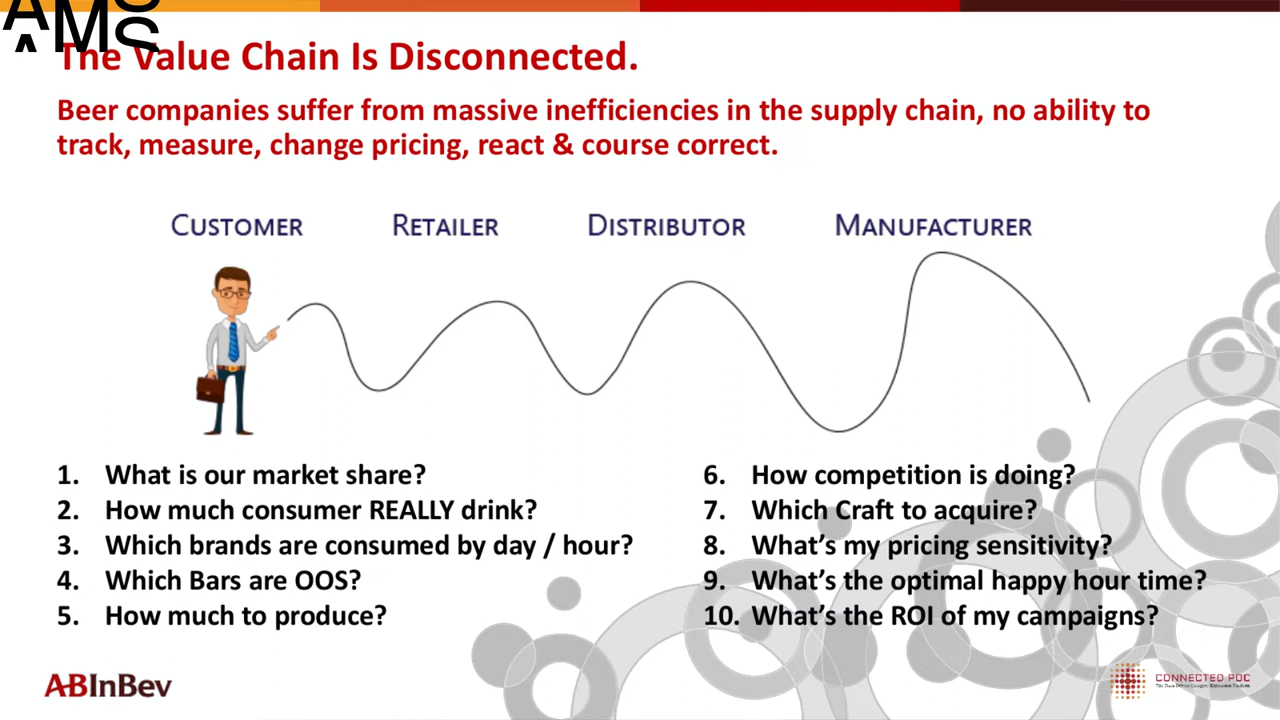 AMS
The Value Chain Is Disconnected.
Beer companies suffer from massive inefficiencies in the supply chain, no ability to
track, measure, change pricing, react & course correct.
CUSTOMER RETAILER DISTRIBUTOR MANUFACTURER
1. What is our market share?
2. How much consumer REALLY drink?
3. Which brands are consumed by day / hour?
4. Which Bars are OOS?
5. How much to produce?
6. How competition is doing?
7. Which Craft to acquire?
8. What's my pricing sensitivity?
9. What's the optimal happy hour time?
10. What's the ROI of my campaigns?
ABInBev
CONNECTED POC